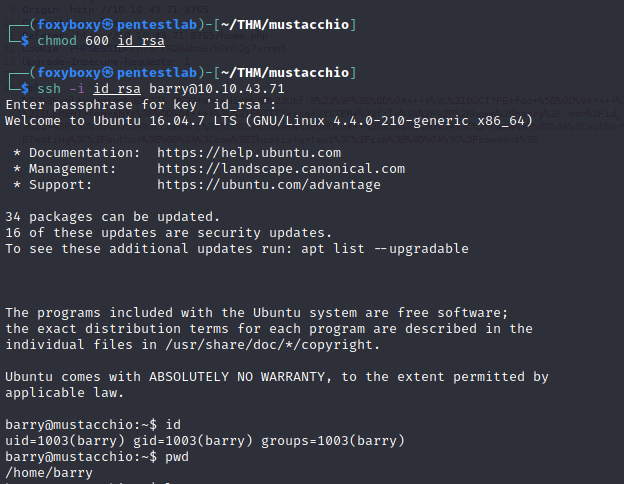 ┌──(foxyboxy㉿pentestlab)-[~/THM/mustacchio]
└─$ chmod 600 id_rsa
┌──(foxyboxy㉿pentestlab)-[~/THM/mustacchio]
└─$ ssh -i id_rsa barry@10.10.43.71
Enter passphrase for key 'id_rsa':
Welcome to Ubuntu 16.04.7 LTS (GNU/Linux 4.4.0-210-generic x86_64)
* Documentation:  https://help.ubuntu.com
* Management:     https://landscape.canonical.com
* Support:        https://ubuntu.com/advantage
34 packages can be updated.
16 of these updates are security updates.
To see these additional updates run: apt list --upgradable
The programs included with the Ubuntu system are free software;
the exact distribution terms for each program are described in the
individual files in /usr/share/doc/*/copyright.
Ubuntu comes with ABSOLUTELY NO WARRANTY, to the extent permitted by
applicable law.
barry@mustacchio:~$ id
uid=1003(barry) gid=1003(barry) groups=1003(barry)
barry@mustacchio:~$ pwd
/home/barry